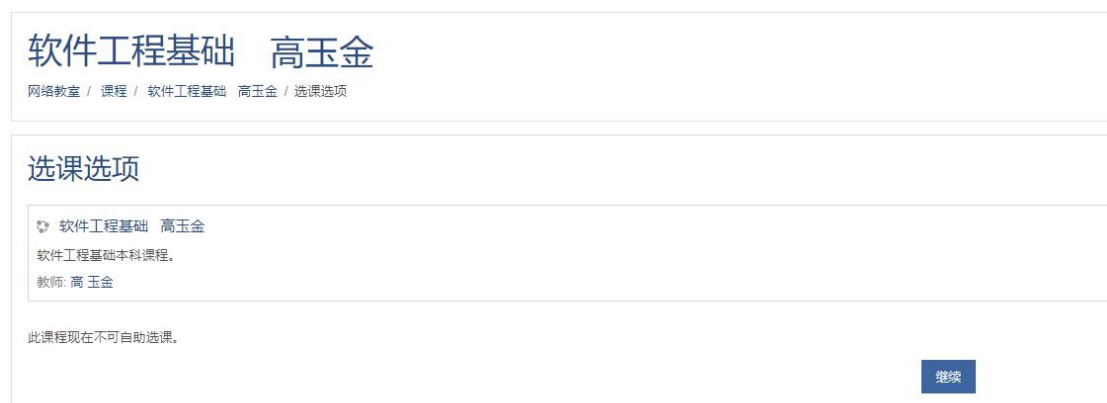 软件工程基础 高玉金
网络教室 / 课程 / 软件工程基础 高玉金 / 选课选项
选课选项
软件工程基础 高玉金
软件工程基础本科课程。
教师: 高 玉金
此课程现在不可自助选课。
继续